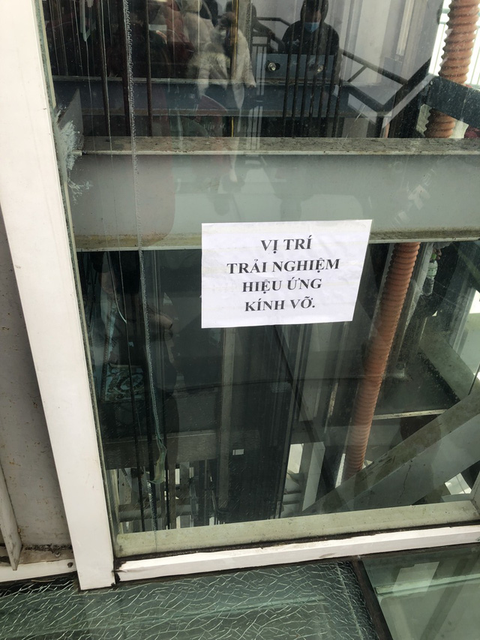 VỊ TRÍ
TRẢI NGHIỆM
HIỆU ỨNG
KÍNH VỠ.